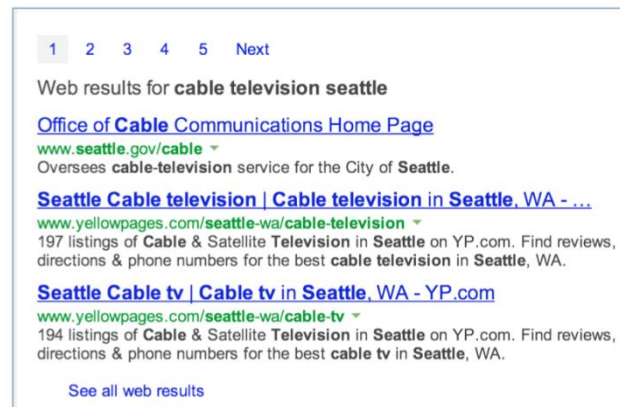 1 2 3 4 5 Next
Web results for cable television seattle
Office of Cable Communications Home Page
www.seattle.gov/cable
Oversees cable-television service for the City of Seattle.
Seattle Cable television | Cable television in Seattle, WA - ...
www.yellowpages.com/seattle-wa/cable-television
197 listings of Cable & Satellite Television in Seattle on YP.com. Find reviews,
directions & phone numbers for the best cable television in Seattle, WA.
Seattle Cable tv | Cable tv in Seattle, WA - YP.com
www.yellowpages.com/seattle-wa/cable-tv
194 listings of Cable & Satellite Television in Seattle on YP.com. Find reviews,
directions & phone numbers for the best cable tv in Seattle, WA.
See all web results